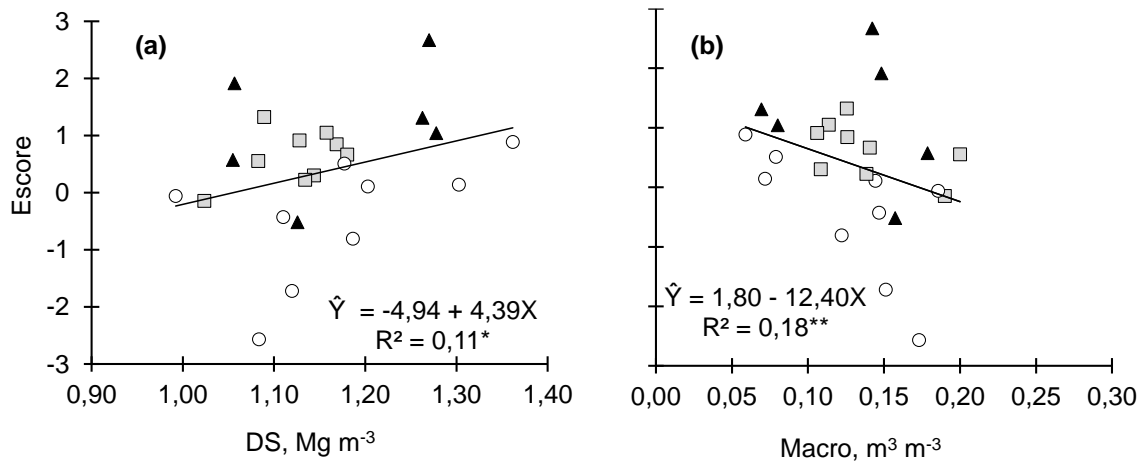 (a)
Escore
3
2
1
0
-1
-2
-3
Ŷ = -4,94 + 4,39X
R² = 0,11*
0,90 1,00 1,10 1,20 1,30 1,40
DS, Mg m⁻³
(b)
Ŷ = 1,80 - 12,40X
R² = 0,18**
0,00 0,05 0,10 0,15 0,20 0,25 0,30
Macro, m³ m⁻³